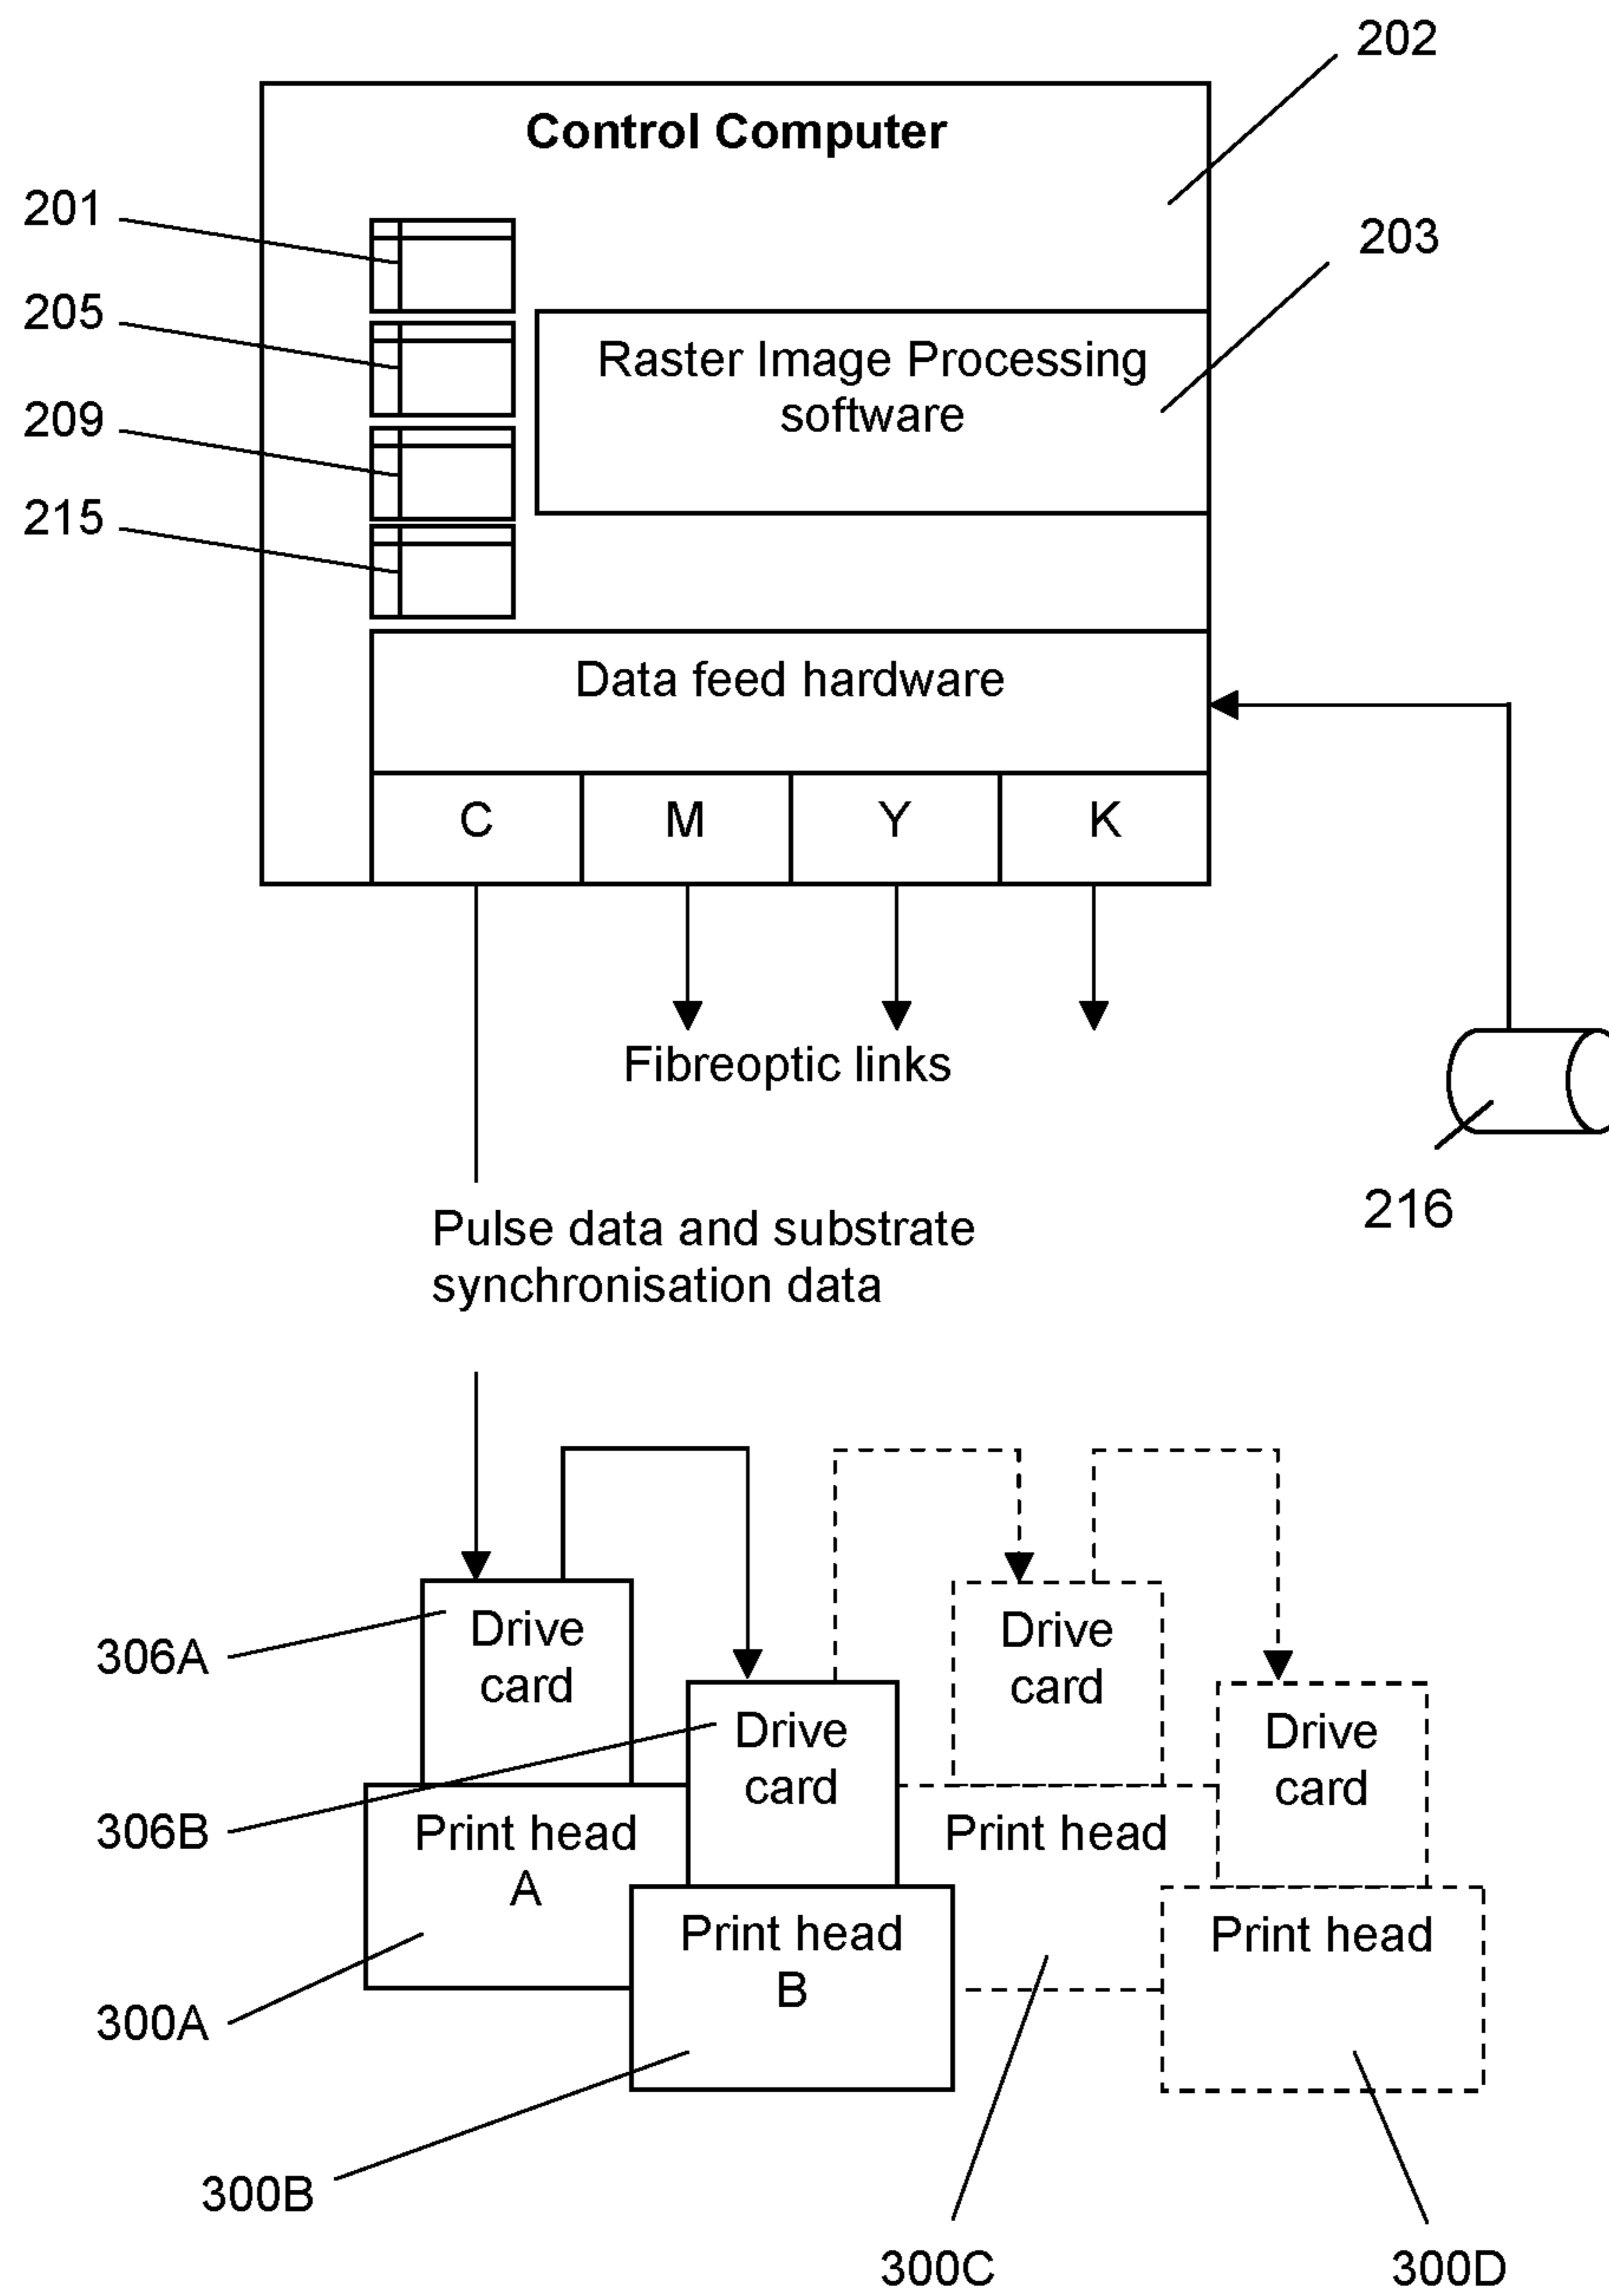 202
Control Computer
201
203
205
Raster Image Processing
software
209
215
Data feed hardware
C
M
Y
K
Fibreoptic links
216
Pulse data and substrate
synchronisation data
Drive
card
Drive
card
306A
Drive
card
Drive
card
306B
Print head
A
Print head
Print head
B
Print head
300A
300B
300C
300D